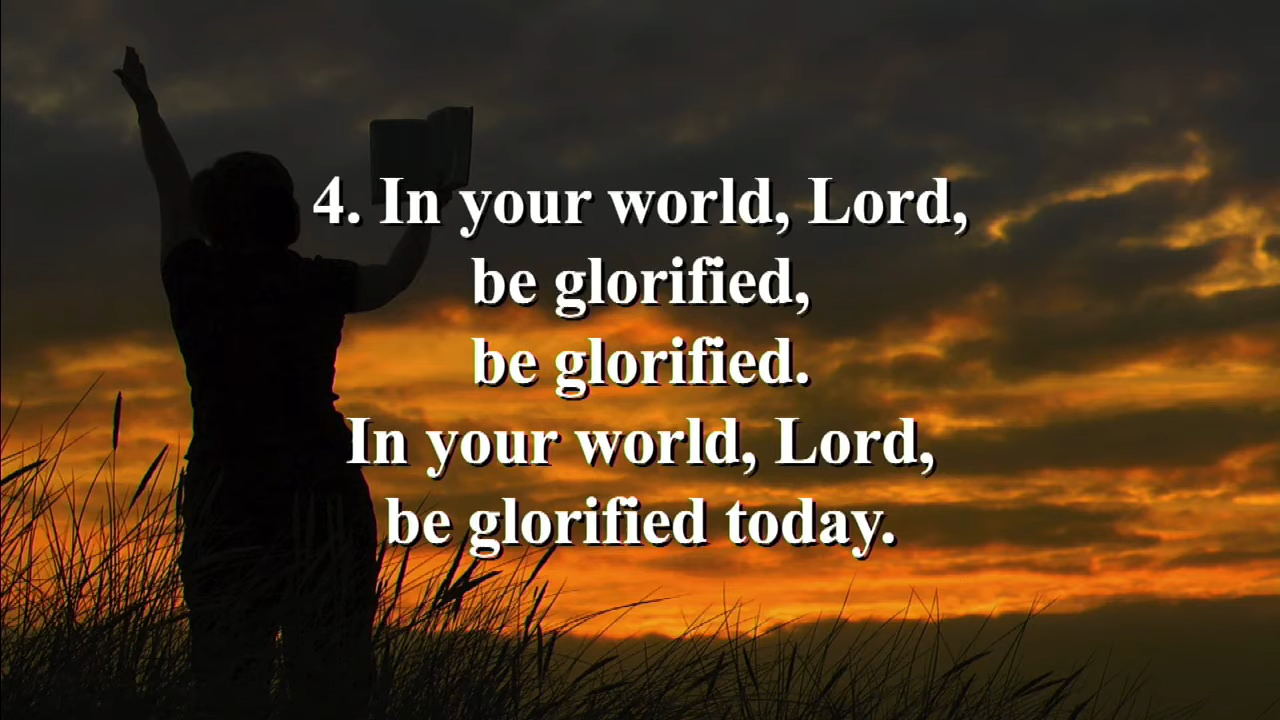 4. In your world, Lord,
be glorified,
be glorified.
In your world, Lord,
be glorified today.